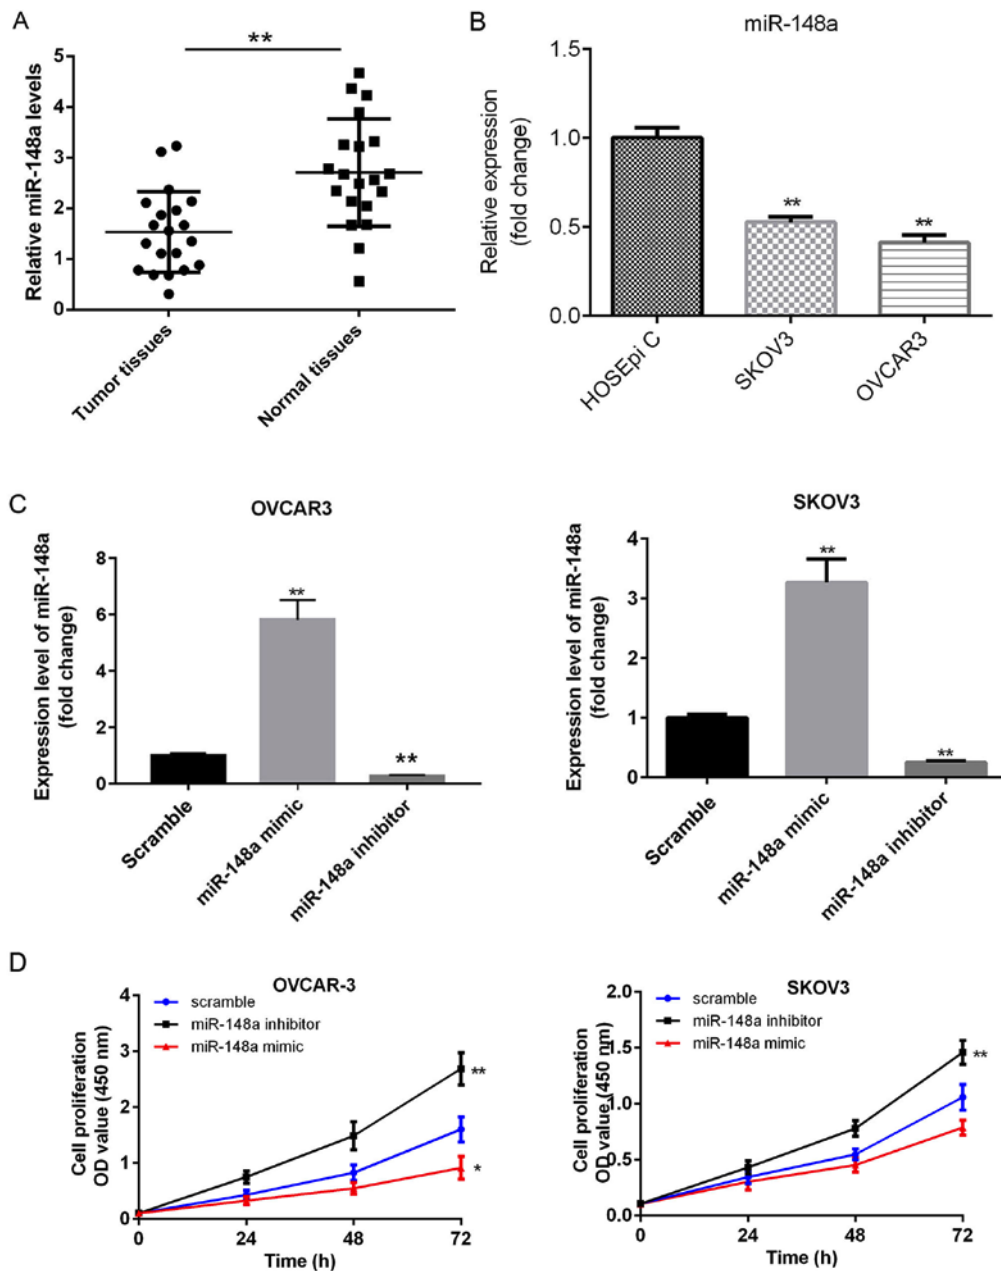 A
**
Relative miR-148a levels
5
4
3
2
1
0
Tumor tissues
Normal tissues
B
miR-148a
Relative expression
(fold change)
1.5
1.0
0.5
0.0
**
**
HOSEpi C
SKOV3
OVCAR3
C
OVCAR3
Expression level of miR-148a
(fold change)
8
6
4
2
0
**
**
Scramble
miR-148a mimic
miR-148a inhibitor
SKOV3
Expression level of miR-148a
(fold change)
4
3
2
1
0
**
**
Scramble
miR-148a mimic
miR-148a inhibitor
D
OVCAR-3
Cell proliferation
OD value (450 nm)
4
3
2
1
0
scramble
miR-148a inhibitor
miR-148a mimic
**
*
0 24 48 72
Time (h)
SKOV3
Cell proliferation
OD value (450 nm)
2.0
1.5
1.0
0.5
0.0
scramble
miR-148a inhibitor
miR-148a mimic
**
0 24 48 72
Time (h)